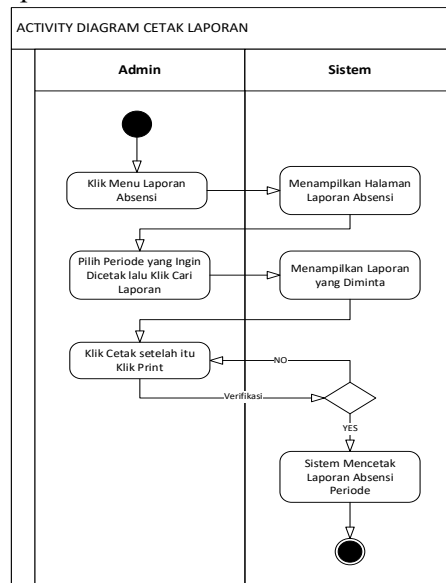 ACTIVITY DIAGRAM CETAK LAPORAN
Admin
Sistem
Klik Menu Laporan
Absensi
Menampilkan Halaman
Laporan Absensi
Pilih Periode yang Ingin
Dicetak lalu Klik Cari
Laporan
Menampilkan Laporan
yang Diminta
Klik Cetak setelah itu
Klik Print
NO
Verifikasi
YES
Sistem Mencetak
Laporan Absensi
Periode